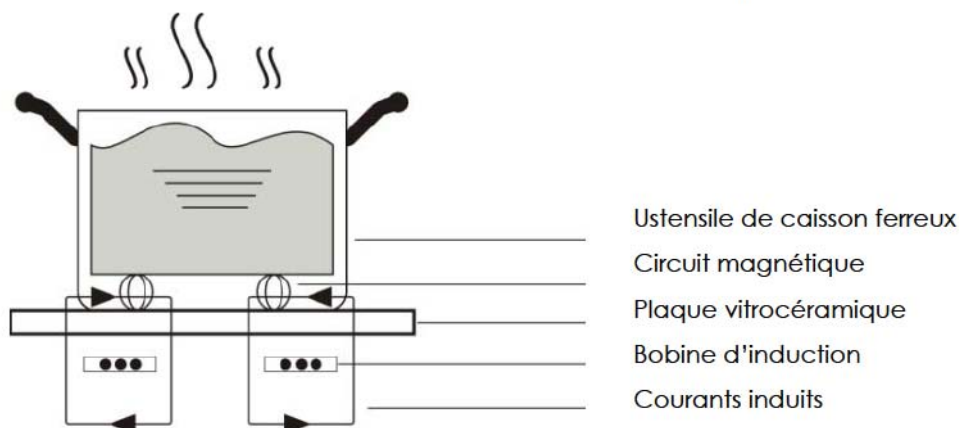 Ustensile de caisson ferreux
Circuit magnétique
Plaque vitrocéramique
Bobine d'induction
Courants induits